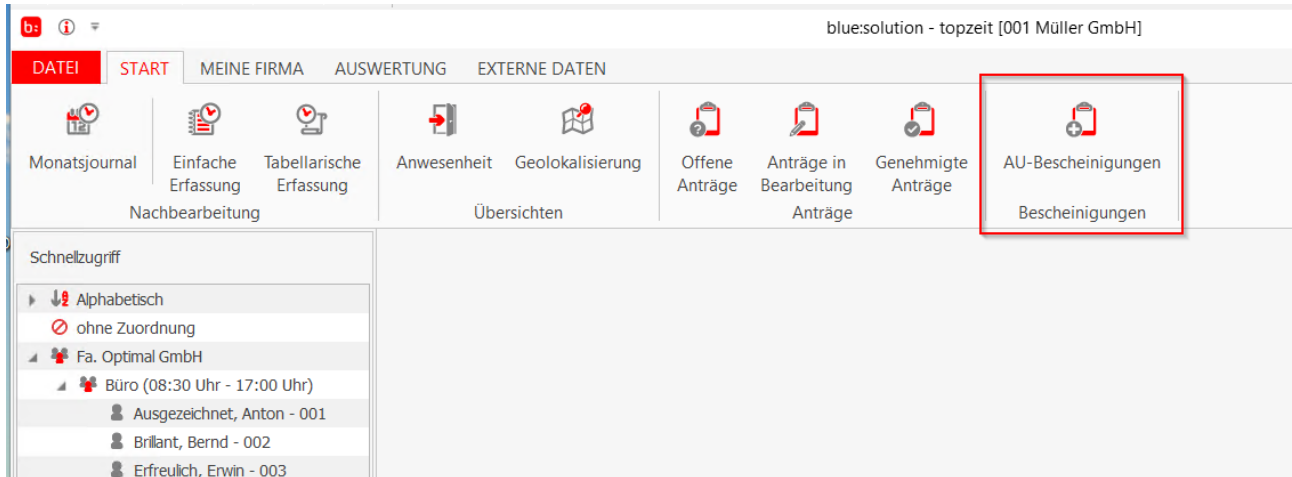 b:
blue:solution - topzeit [001 Müller GmbH]
DATEI START MEINE FIRMA AUSWERTUNG EXTERNE DATEN
Monatsjournal
Einfache
Erfassung
Tabellarische
Erfassung
Nachbearbeitung
Anwesenheit
Geolokalisierung
Übersichten
Offene
Anträge
Anträge in
Bearbeitung
Genehmigte
Anträge
Anträge
AU-Bescheinigungen
Bescheinigungen
Schnellzugriff
Alphabetisch
ohne Zuordnung
Fa. Optimal GmbH
Büro (08:30 Uhr - 17:00 Uhr)
Ausgezeichnet, Anton - 001
Brillant, Bernd - 002
Erfreulich, Erwin - 003